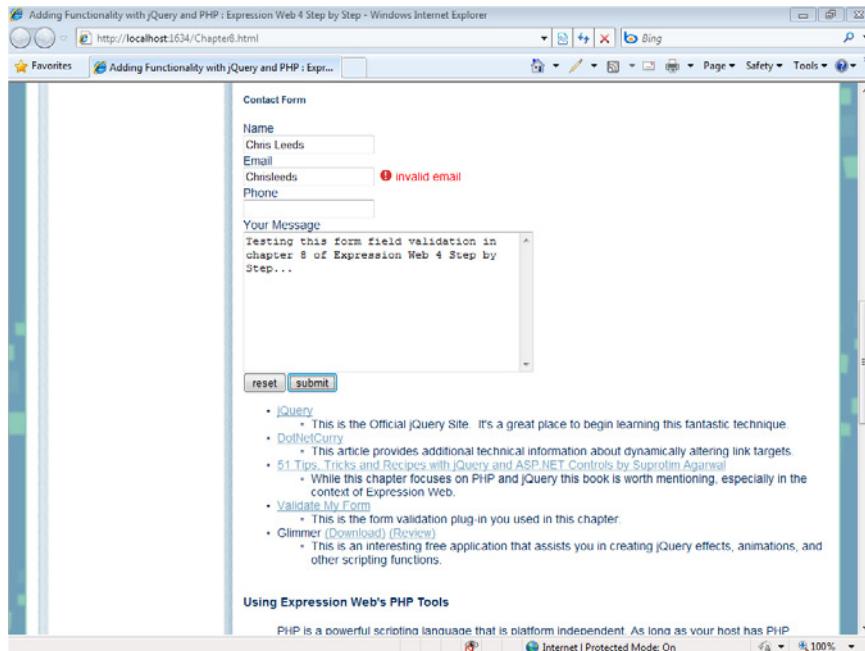 Adding Functionality with jQuery and PHP : Expression Web 4 Step by Step - Windows Internet Explorer
http://localhost:1634/Chapter8.html
Bing
Favorites
Adding Functionality with jQuery and PHP : Expr...
Page
Safety
Tools
Contact Form
Name
Chris Leeds
Email
Chrisleeds
invalid email
Phone
Your Message
Testing this form field validation in
chapter 8 of Expression Web 4 Step by
Step...
reset
submit
• jQuery
▪ This is the Official jQuery Site. It's a great place to begin learning this fantastic technique.
• DotNetCurry
▪ This article provides additional technical information about dynamically altering link targets.
• 51 Tips, Tricks and Recipes with jQuery and ASP.NET Controls by Suprotim Agarwal
▪ While this chapter focuses on PHP and jQuery this book is worth mentioning, especially in the
context of Expression Web.
• Validate My Form
▪ This is the form validation plug-in you used in this chapter.
• Glimmer (Download) (Review)
▪ This is an interesting free application that assists you in creating jQuery effects, animations, and
other scripting functions.
Using Expression Web's PHP Tools
PHP is a powerful scripting language that is platform independent. As long as your host has PHP
Internet | Protected Mode: On
100%